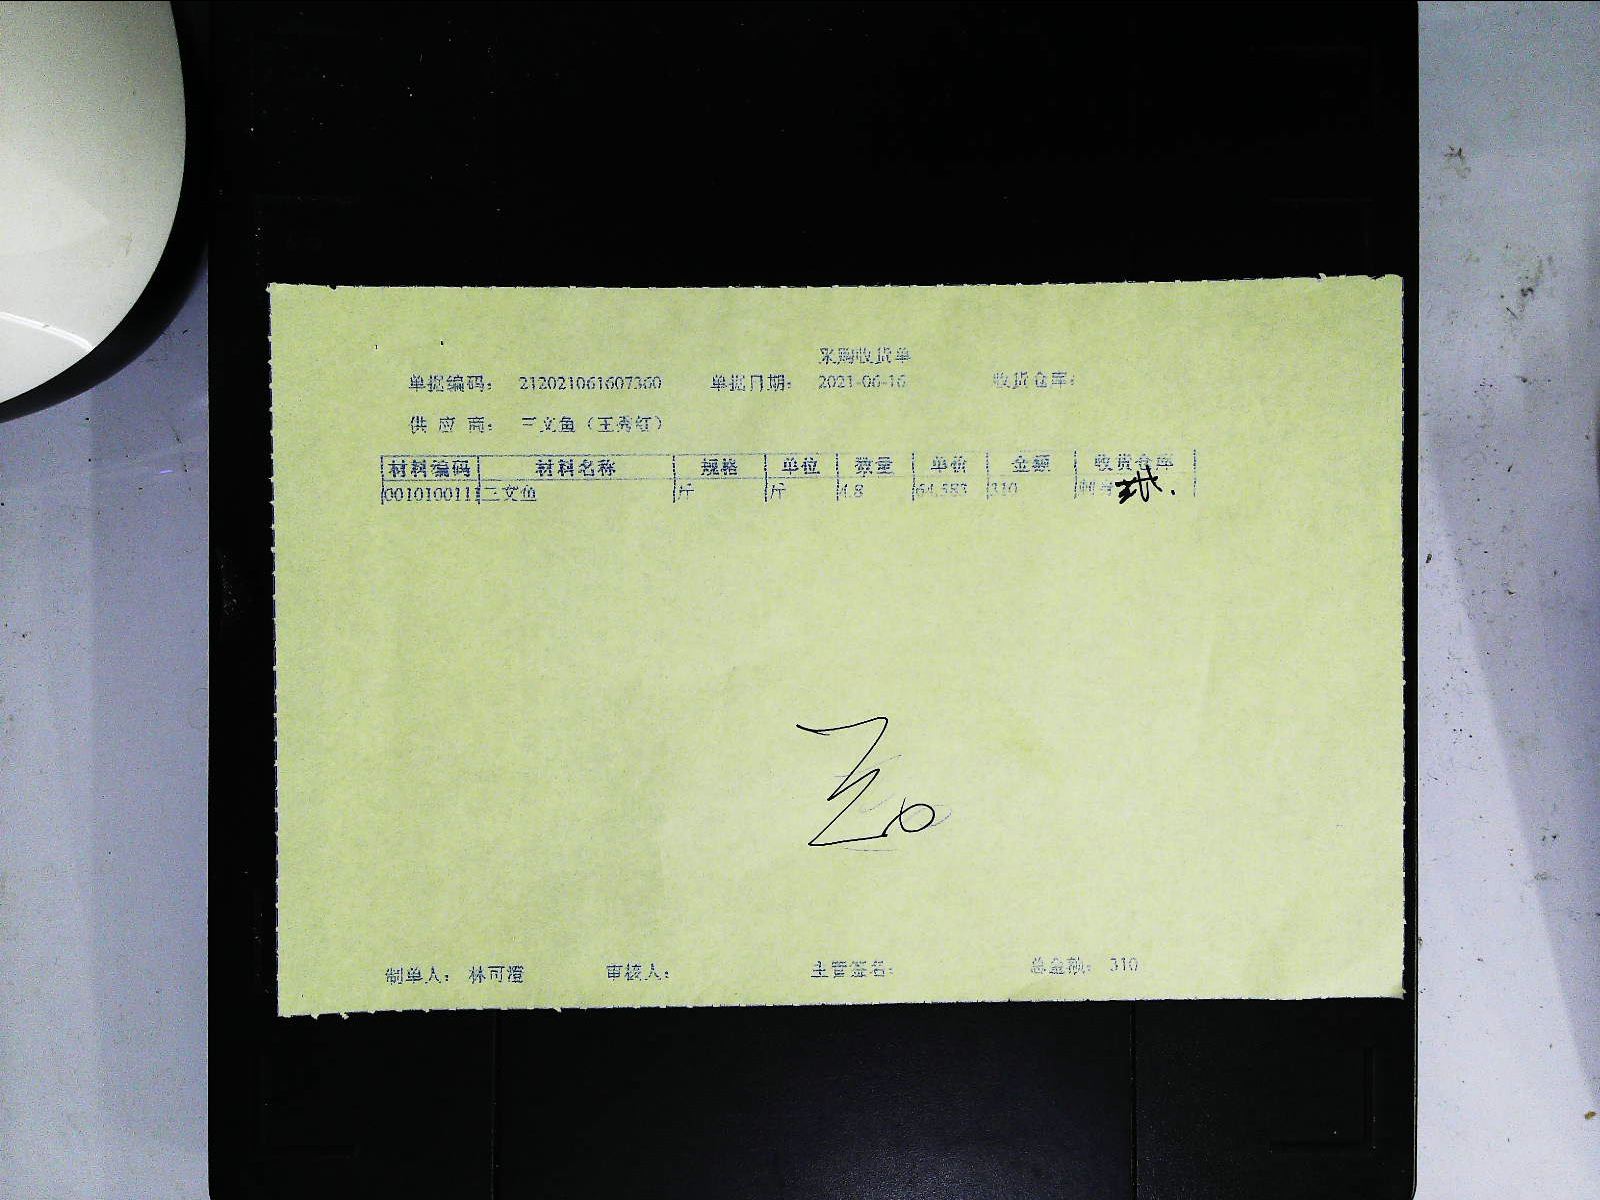 采购收货单
单据编码： 212021061607360 单据日期： 2021-06-16 收货仓库：
供 应 商： 三文鱼（王秀红）
材料编码 材料名称 规格 单位 数量 单价 金额 收货仓库
001010011 三文鱼 斤 斤 4.8 64.583 310 刺身
制单人： 林可澄 审核人： 主管签名： 总金额： 310